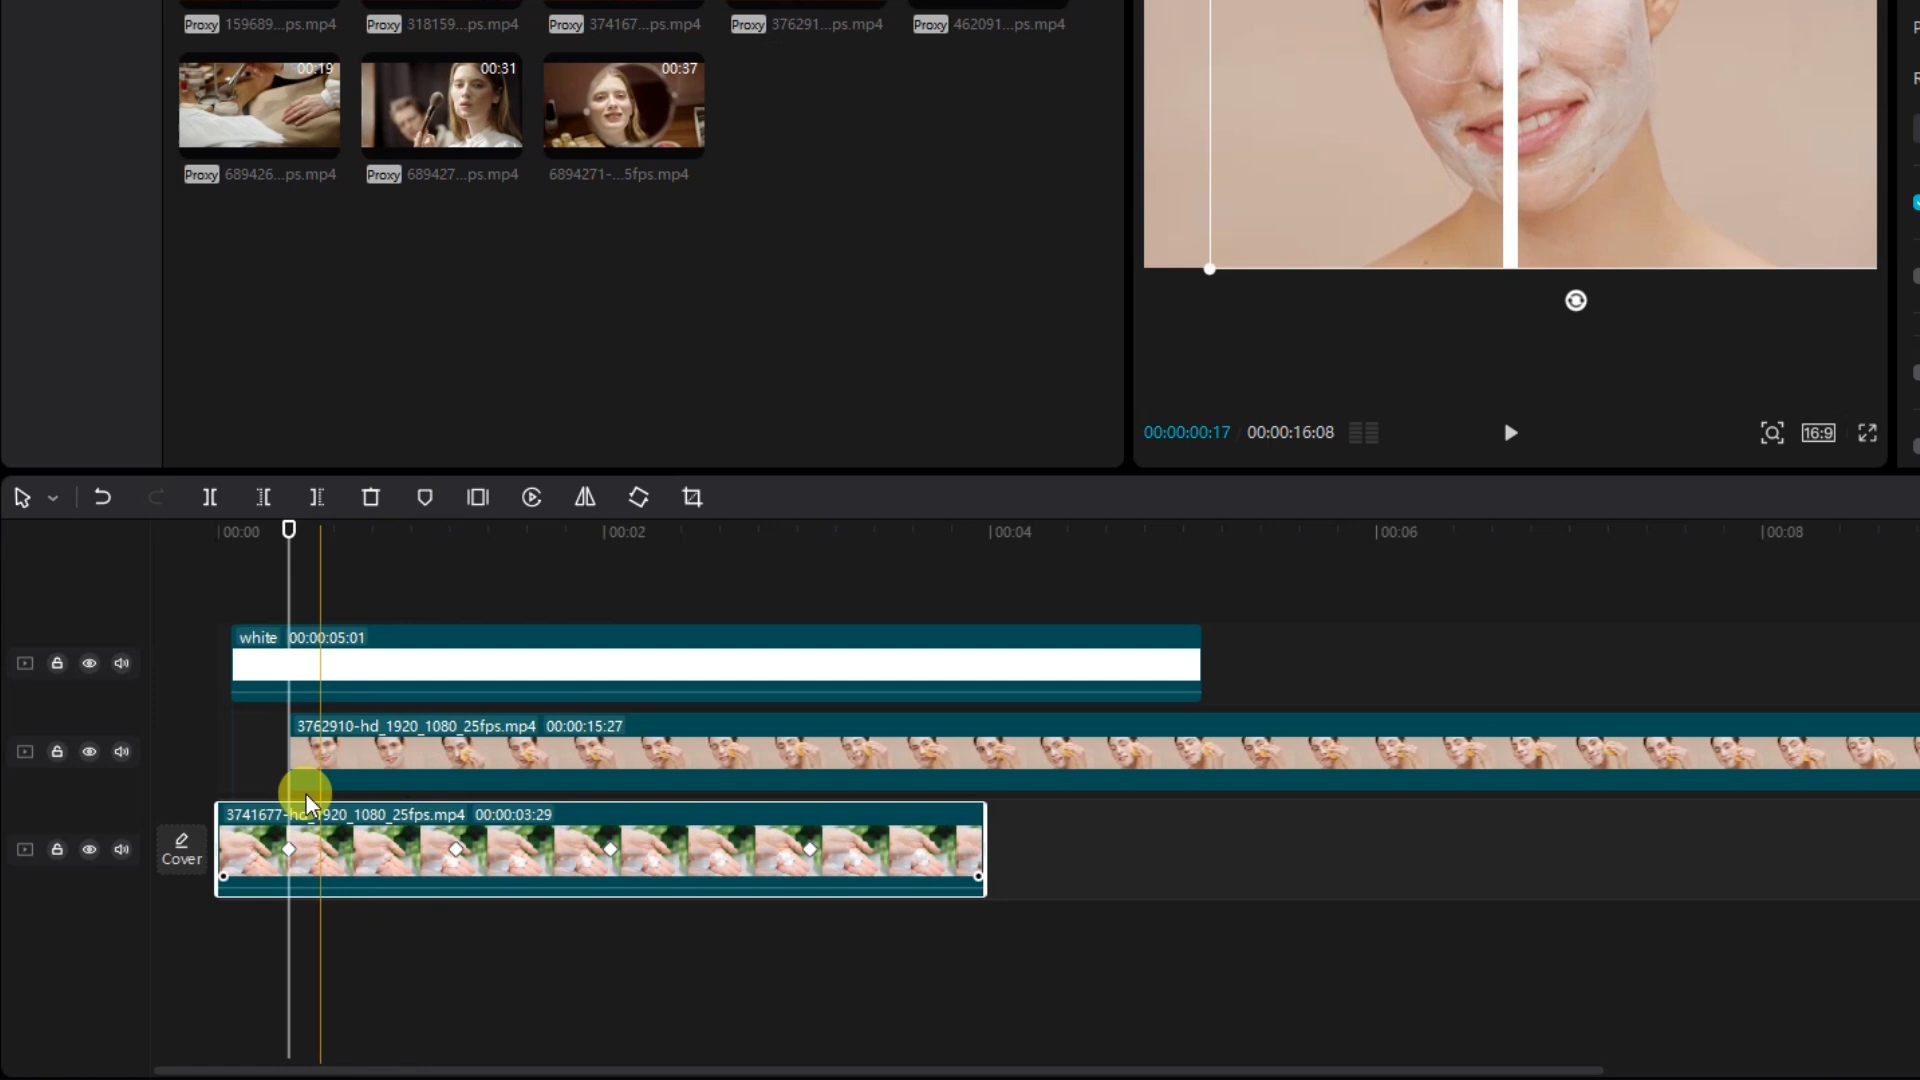 Proxy 159689...ps.mp4
Proxy 318159...ps.mp4
Proxy 374167...ps.mp4
Proxy 376291...ps.mp4
Proxy 462091...ps.mp4
00:19
00:31
00:37
Proxy 689426...ps.mp4
Proxy 689427...ps.mp4
6894271-...5fps.mp4
00:00:00:17 / 00:00:16:08
16:9
00:00
00:02
00:04
00:06
00:08
white 00:00:05:01
3762910-hd_1920_1080_25fps.mp4 00:00:15:27
3741677-hd_1920_1080_25fps.mp4 00:00:03:29
Cover